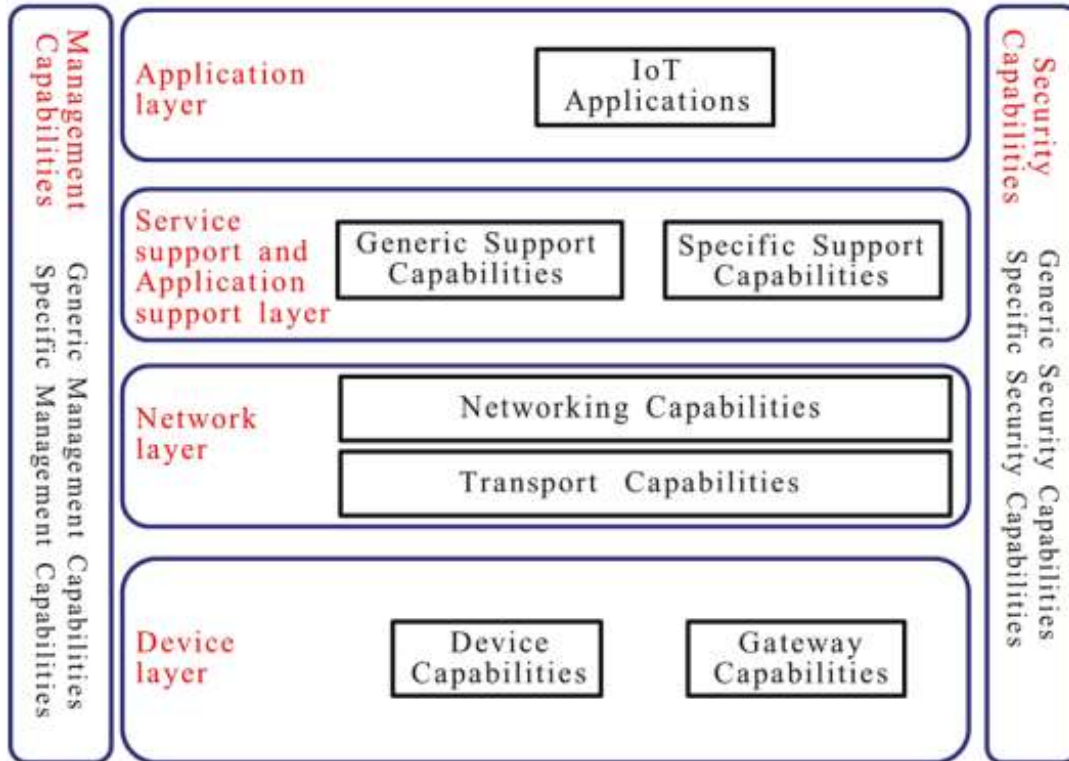 Management
Capabilities
Generic Management Capabilities
Specific Management Capabilities
Application
layer
IoT
Applications
Service
support and
Application
support layer
Generic Support
Capabilities
Specific Support
Capabilities
Network
layer
Networking Capabilities
Transport Capabilities
Device
layer
Device
Capabilities
Gateway
Capabilities
Security
Capabilities
Generic Security Capabilities
Specific Security Capabilities